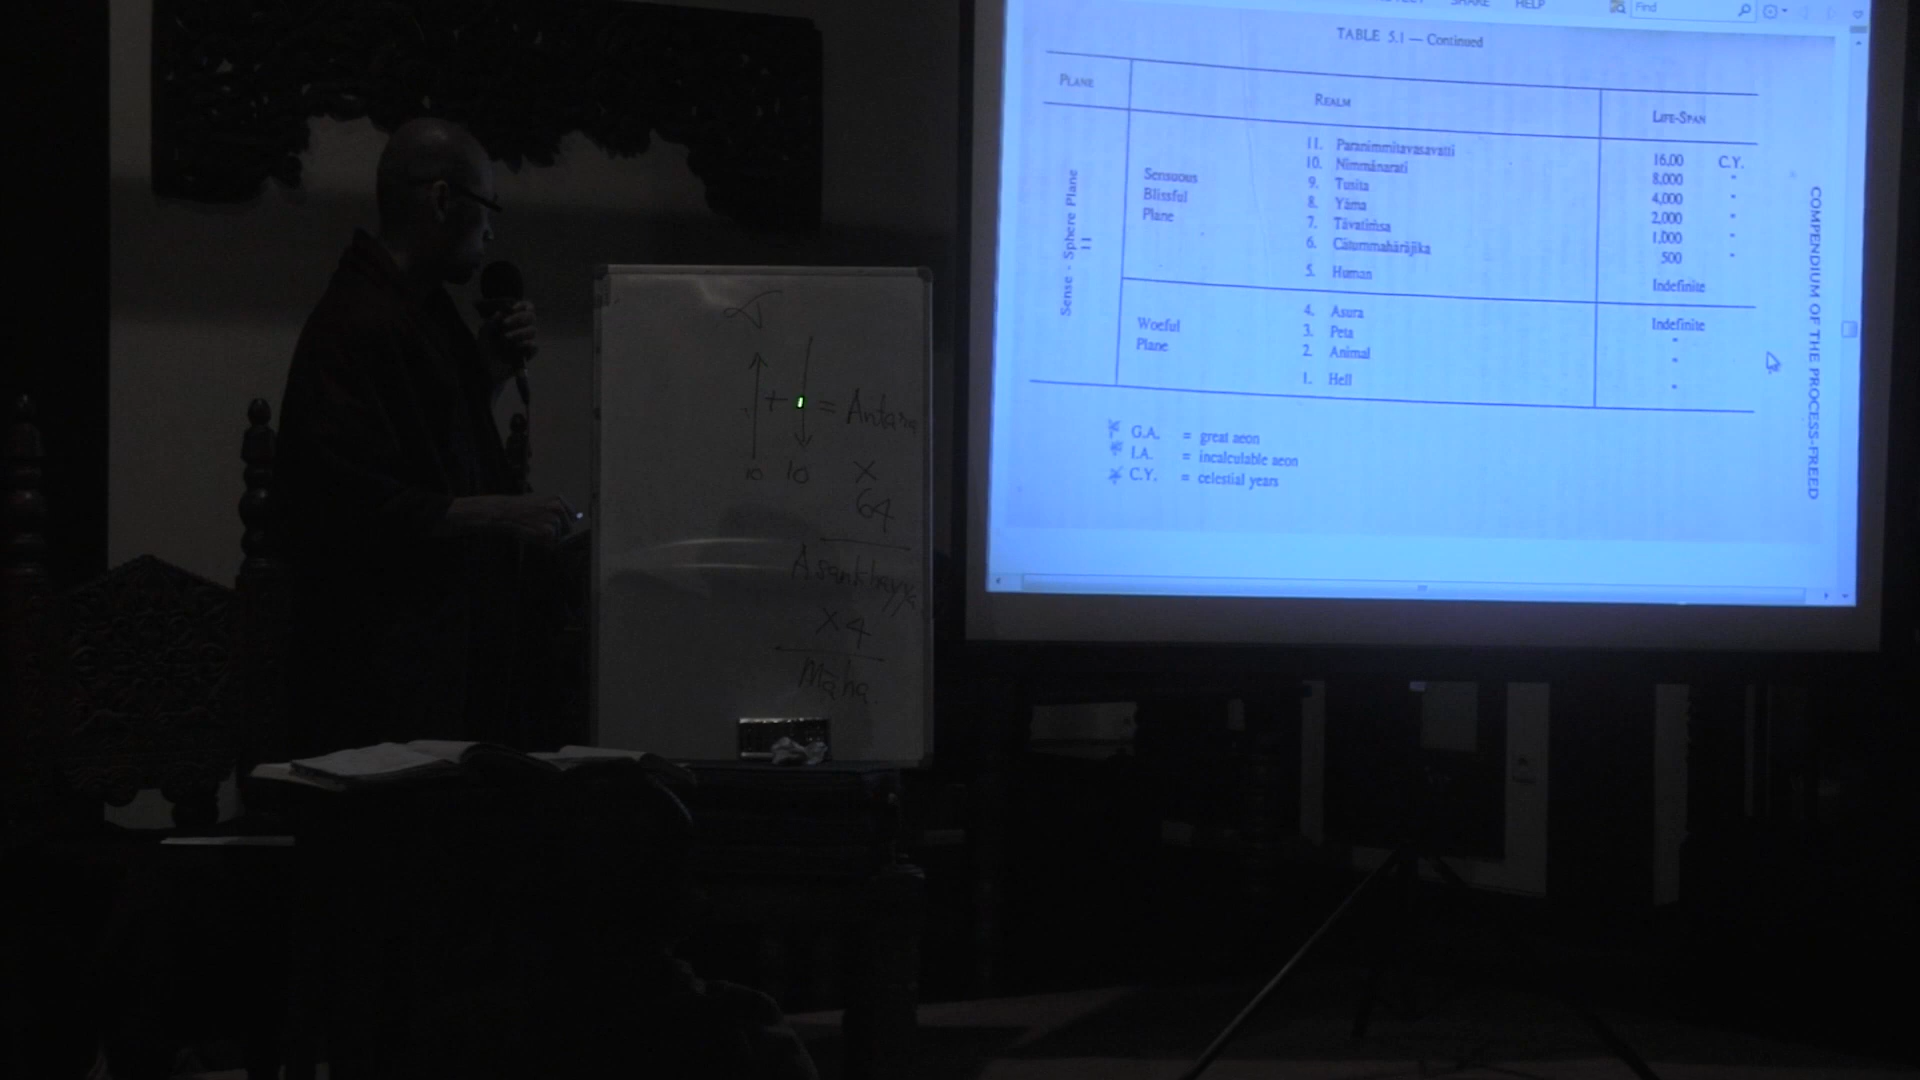 + = Antara
10 10 X
64
Asankhayya
X4
Maha
SHARE HELP Find
TABLE 5.1 — Continued
PLANE REALM LIFE-SPAN
Sense - Sphere Plane
11
Sensuous
Blissful
Plane
11. Paranimmitavasavatti 16,00 C.Y.
10. Nimmānarati 8,000 "
9. Tusita 4,000 "
8. Yāma 2,000 "
7. Tāvatiṁsa 1,000 "
6. Cātummahārājika 500 "
5. Human Indefinite
Woeful
Plane
4. Asura Indefinite
3. Peta "
2. Animal "
1. Hell "
G.A. = great aeon
I.A. = incalculable aeon
C.Y. = celestial years
COMPENDIUM OF THE PROCESS-FREED